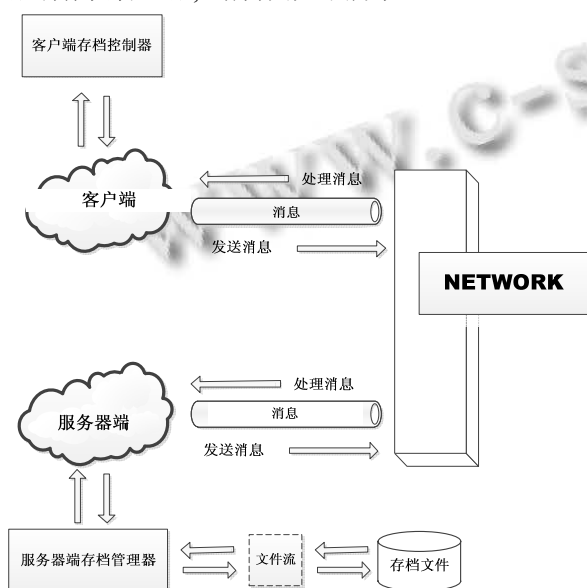 客户端存档控制器
处理消息
客户端
消息
发送消息
NETWORK
处理消息
服务器端
消息
发送消息
服务器端存档管理器
文件流
存档文件